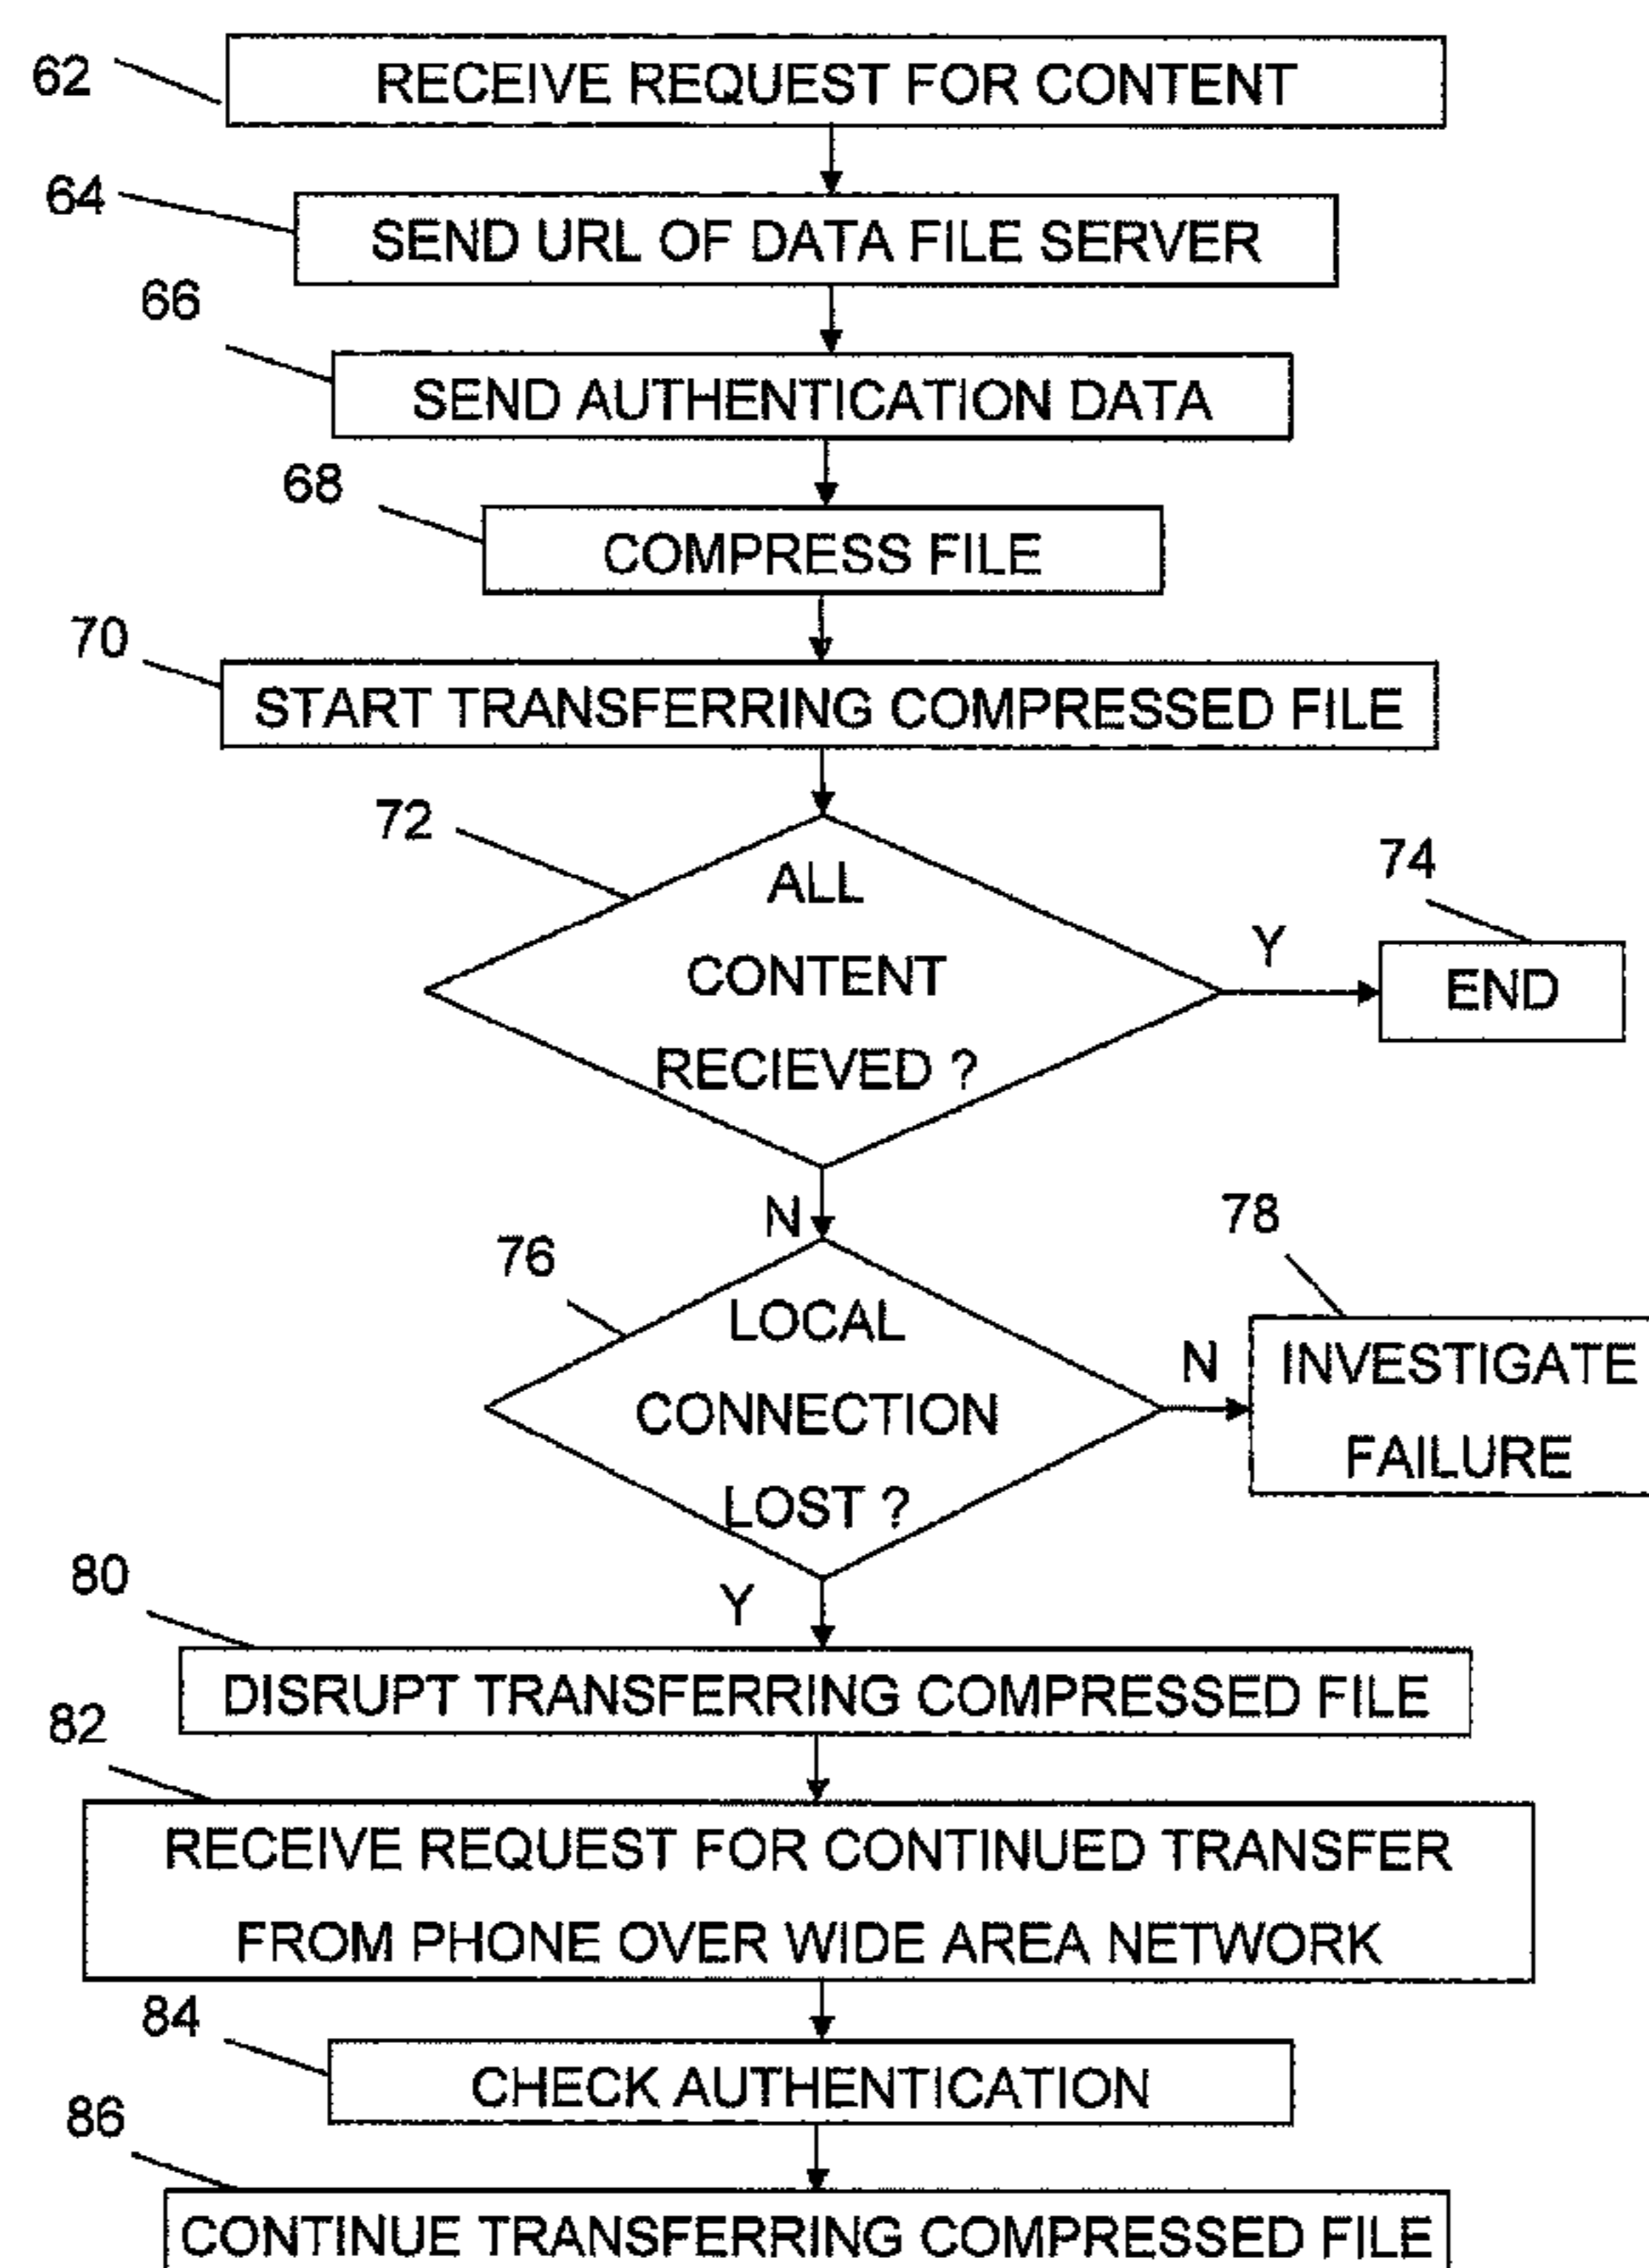 62
RECEIVE REQUEST FOR CONTENT
64
SEND URL OF DATA FILE SERVER
66
SEND AUTHENTICATION DATA
68
COMPRESS FILE
70
START TRANSFERRING COMPRESSED FILE
72
ALL
CONTENT
RECIEVED ?
Y
74
END
N
76
LOCAL
CONNECTION
LOST ?
N
78
INVESTIGATE
FAILURE
Y
80
DISRUPT TRANSFERRING COMPRESSED FILE
82
RECEIVE REQUEST FOR CONTINUED TRANSFER
FROM PHONE OVER WIDE AREA NETWORK
84
CHECK AUTHENTICATION
86
CONTINUE TRANSFERRING COMPRESSED FILE